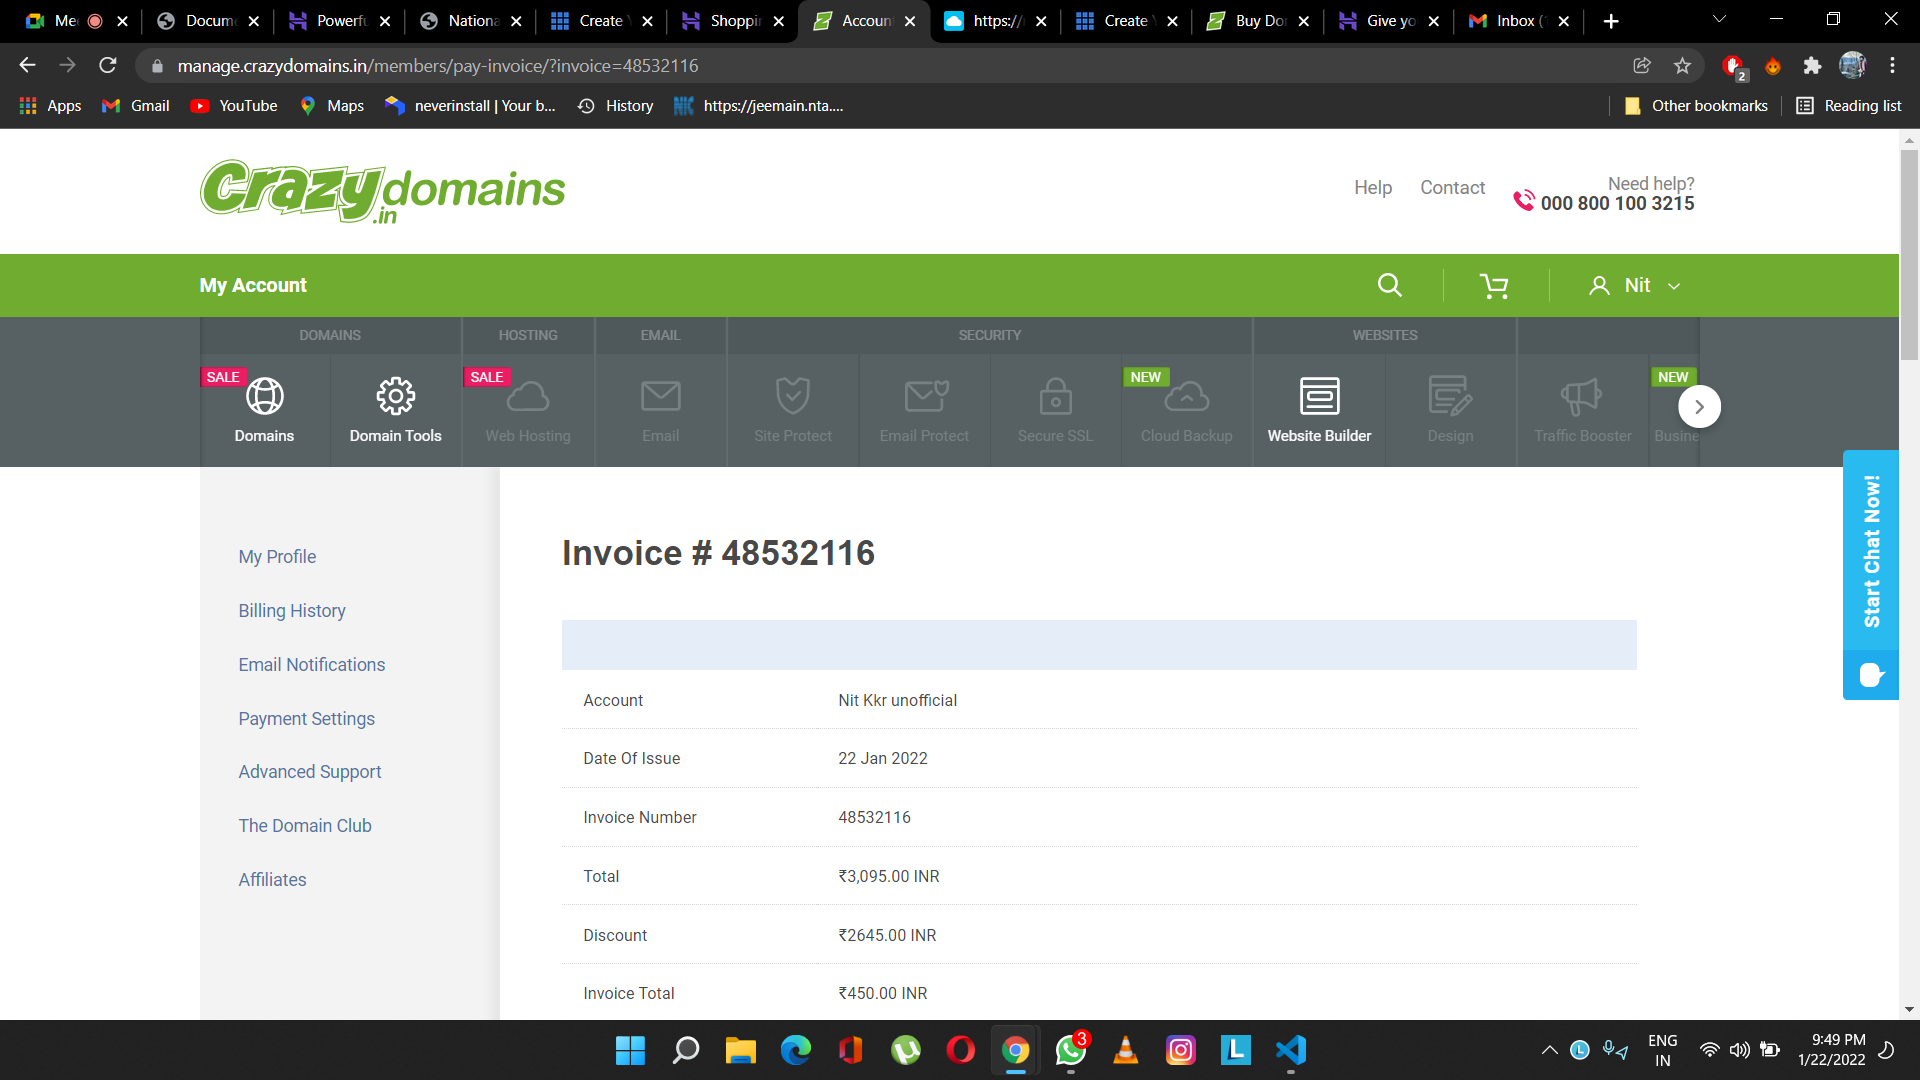 Me
Docum
Powerfu
Nationa
Create
Shoppin
Account
https://
Create
Buy Do
Give yo
Inbox (
manage.crazydomains.in/members/pay-invoice/?invoice=48532116
2
Apps
Gmail
YouTube
Maps
neverinstall | Your b...
History
https://jeemain.nta....
Other bookmarks
Reading list
Crazydomains
.in
Help
Contact
Need help?
000 800 100 3215
My Account
Nit
DOMAINS
HOSTING
EMAIL
SECURITY
WEBSITES
SALE
SALE
NEW
NEW
Domains
Domain Tools
Web Hosting
Email
Site Protect
Email Protect
Secure SSL
Cloud Backup
Website Builder
Design
Traffic Booster
Busine
Start Chat Now!
My Profile
Billing History
Email Notifications
Payment Settings
Advanced Support
The Domain Club
Affiliates
Invoice # 48532116
Account Nit Kkr unofficial
Date Of Issue 22 Jan 2022
Invoice Number 48532116
Total ₹3,095.00 INR
Discount ₹2645.00 INR
Invoice Total ₹450.00 INR
3
ENG
IN
9:49 PM
1/22/2022